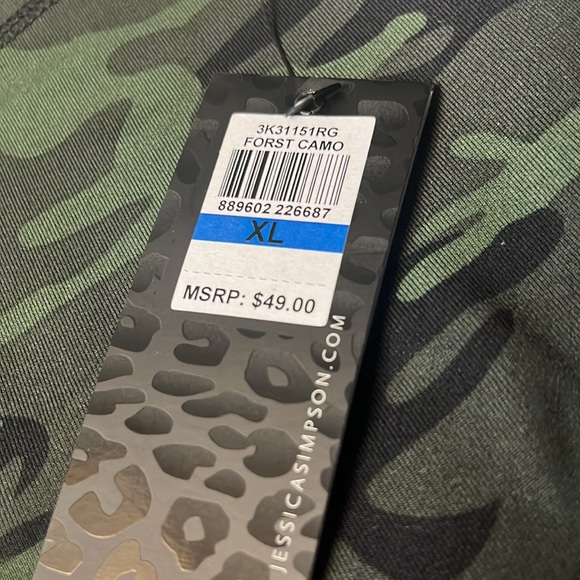 3K31151RG
FORST CAMO
889602 226687
XL
MSRP: $49.00
JESSICASIMPSON.COM